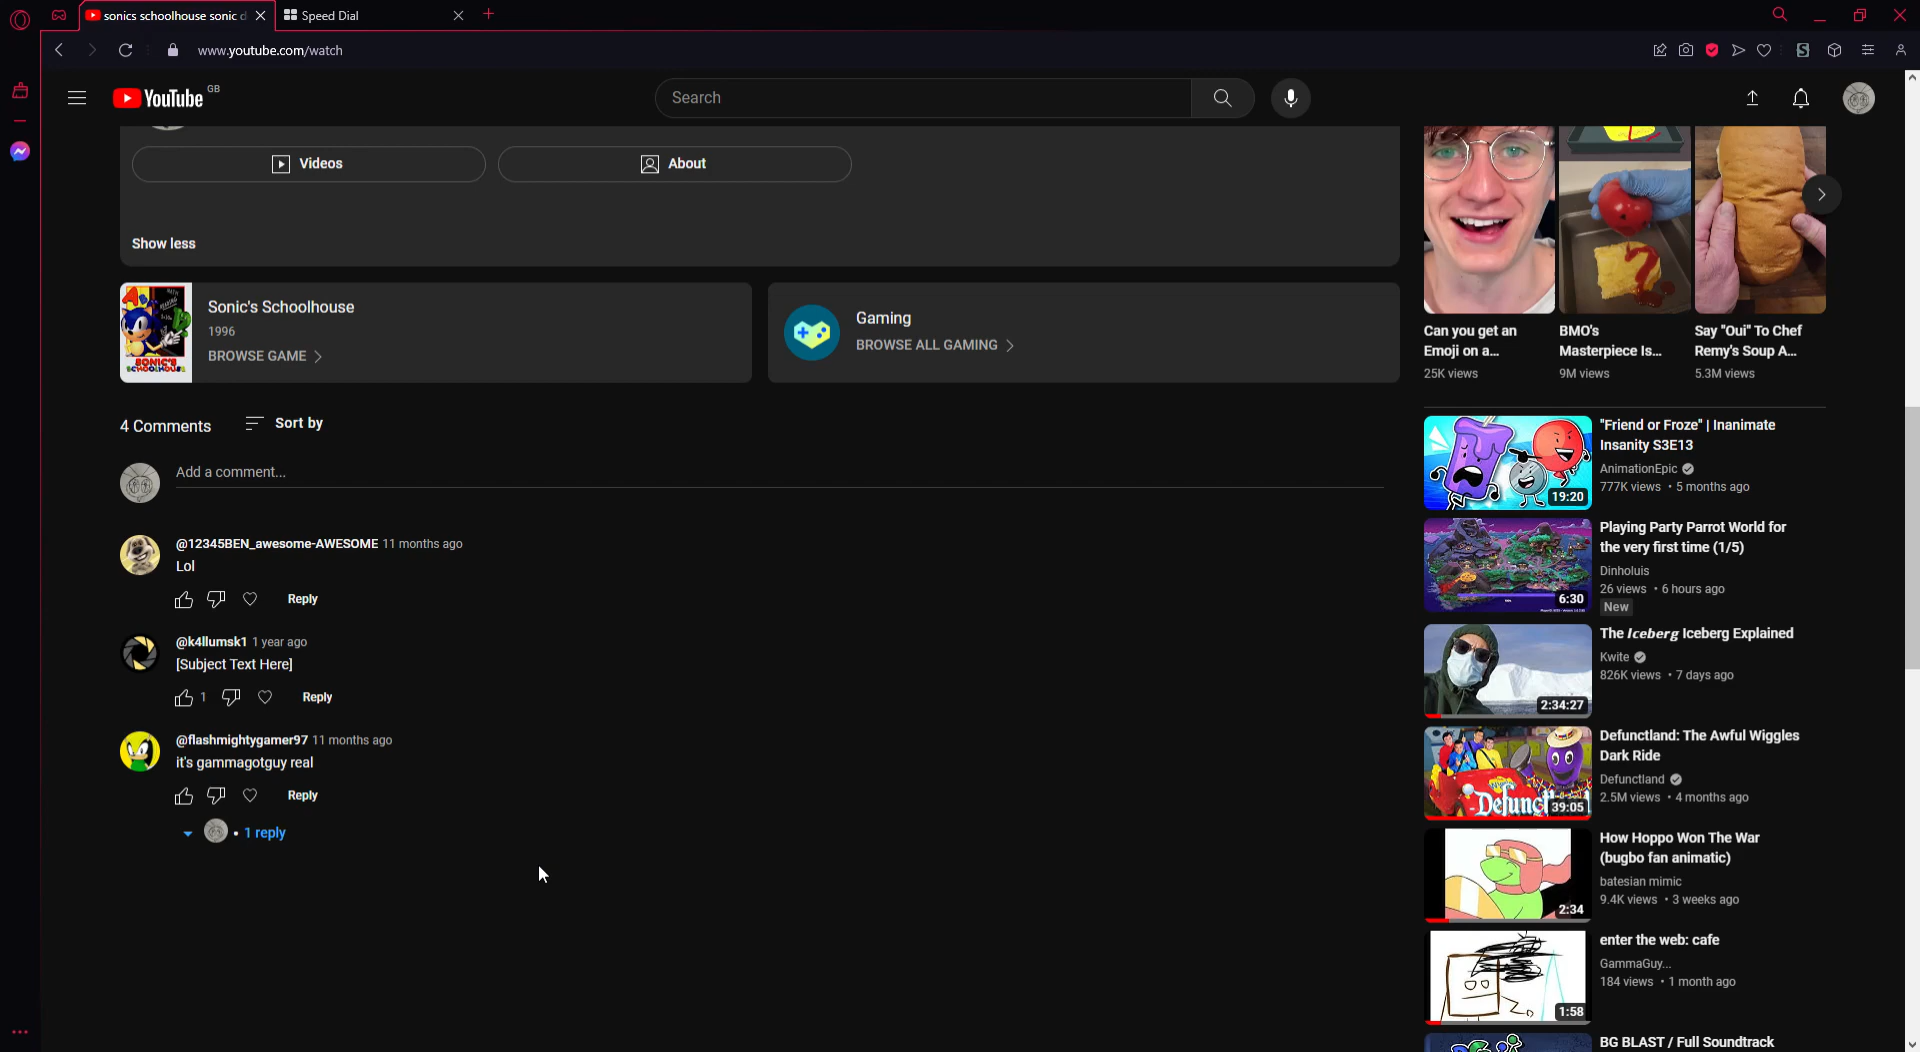 sonics schoolhouse sonic d
Speed Dial
www.youtube.com/watch
YouTube GB
Search
Videos
About
Show less
Sonic's Schoolhouse
1996
BROWSE GAME
SONIC'S
SCHOOLHOUSE
Gaming
BROWSE ALL GAMING
4 Comments
Sort by
Add a comment...
@12345BEN_awesome-AWESOME 11 months ago
Lol
Reply
@k4llumsk1 1 year ago
[Subject Text Here]
1
Reply
@flashmightygamer97 11 months ago
it's gammagotguy real
Reply
• 1 reply
Can you get an
Emoji on a...
25K views
BMO's
Masterpiece Is...
9M views
Say "Oui" To Chef
Remy's Soup A...
5.3M views
19:20
"Friend or Froze" | Inanimate
Insanity S3E13
AnimationEpic
777K views • 5 months ago
6:30
Playing Party Parrot World for
the very first time (1/5)
Dinholuis
26 views • 6 hours ago
New
2:34:27
The Iceberg Iceberg Explained
Kwite
826K views • 7 days ago
39:05
Defunctland: The Awful Wiggles
Dark Ride
Defunctland
2.5M views • 4 months ago
2:34
How Hoppo Won The War
(bugbo fan animatic)
batesian mimic
9.4K views • 3 weeks ago
1:58
enter the web: cafe
GammaGuy...
184 views • 1 month ago
BG BLAST / Full Soundtrack